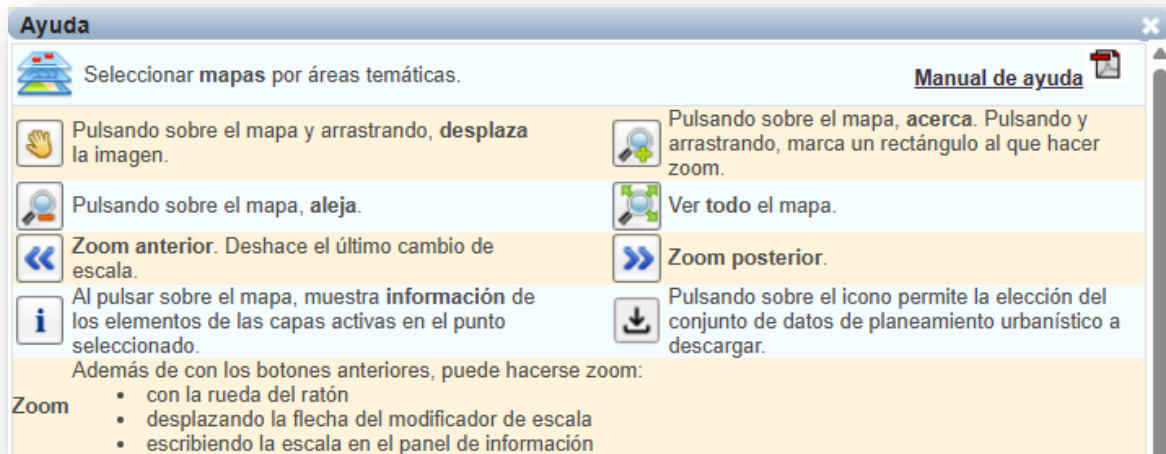 Ayuda
Seleccionar mapas por áreas temáticas.
Manual de ayuda
Pulsando sobre el mapa y arrastrando, desplaza
la imagen.
Pulsando sobre el mapa, acerca. Pulsando y
arrastrando, marca un rectángulo al que hacer
zoom.
Pulsando sobre el mapa, aleja.
Ver todo el mapa.
Zoom anterior. Deshace el último cambio de
escala.
Zoom posterior.
Al pulsar sobre el mapa, muestra información de
los elementos de las capas activas en el punto
seleccionado.
Pulsando sobre el icono permite la elección del
conjunto de datos de planeamiento urbanístico a
descargar.
Además de con los botones anteriores, puede hacerse zoom:
Zoom
• con la rueda del ratón
• desplazando la flecha del modificador de escala
• escribiendo la escala en el panel de información